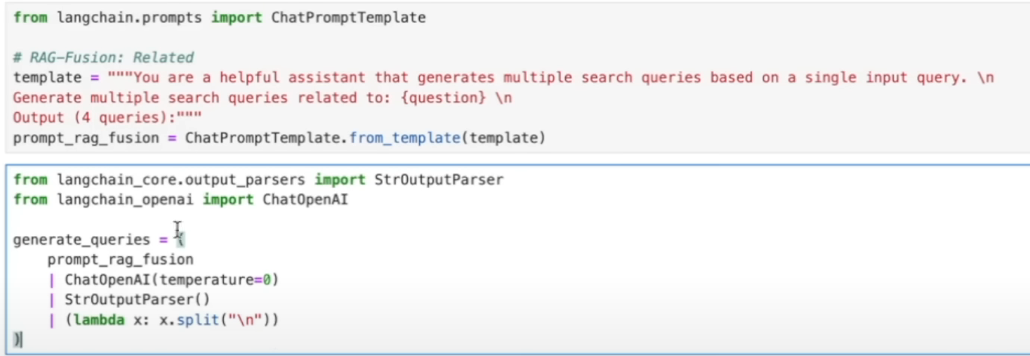 from langchain.prompts import ChatPromptTemplate
# RAG-Fusion: Related
template = """You are a helpful assistant that generates multiple search queries based on a single input query. \n
Generate multiple search queries related to: {question} \n
Output (4 queries):"""
prompt_rag_fusion = ChatPromptTemplate.from_template(template)
from langchain_core.output_parsers import StrOutputParser
from langchain_openai import ChatOpenAI
generate_queries = (
    prompt_rag_fusion
    | ChatOpenAI(temperature=0)
    | StrOutputParser()
    | (lambda x: x.split("\n"))
)